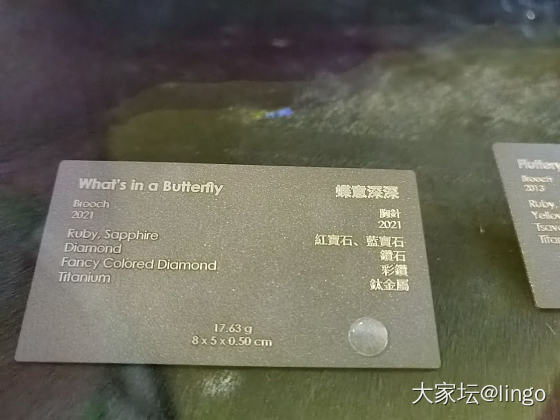 What's in a Butterfly
蝶意深深
Brooch
胸針
2021
2021
Ruby, Sapphire
紅寶石、藍寶石
Diamond
鑽石
Fancy Colored Diamond
彩鑽
Titanium
鈦金屬
17.63 g
8 x 5 x 0.50 cm
Brooch
2013
Ruby,
大家坛@lingo